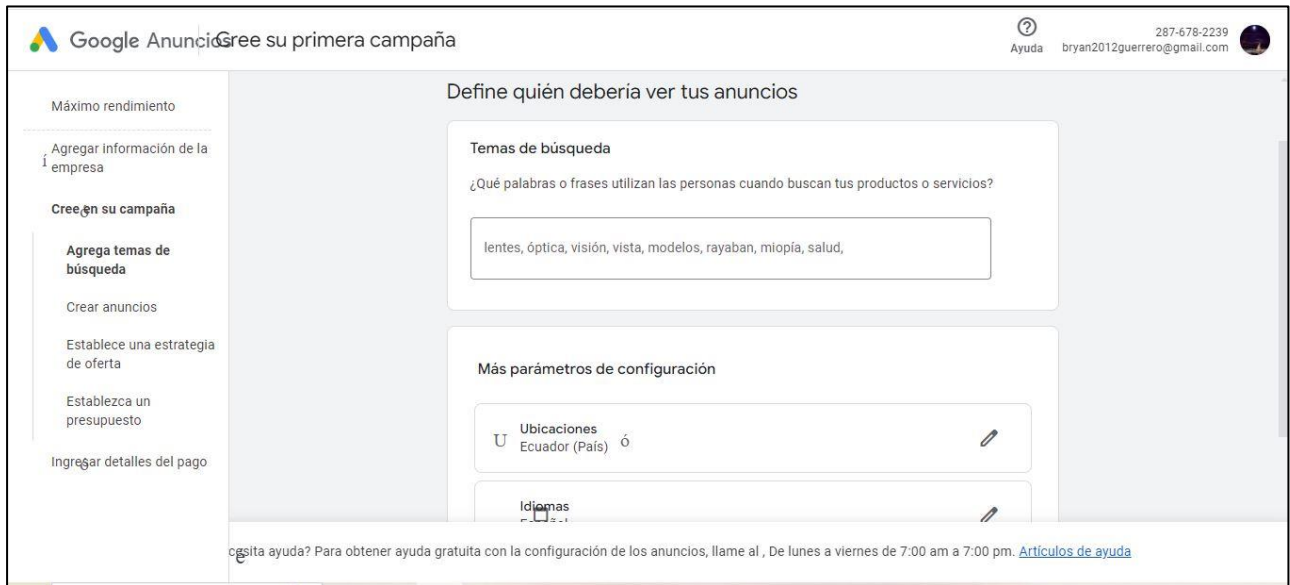 Google Anuncios
Cree su primera campaña
Ayuda
287-678-2239
bryan2012guerrero@gmail.com
Máximo rendimiento
Agregar información de la
empresa
Cree en su campaña
Agrega temas de
búsqueda
Crear anuncios
Establece una estrategia
de oferta
Establezca un
presupuesto
Ingresar detalles del pago
Define quién debería ver tus anuncios
Temas de búsqueda
¿Qué palabras o frases utilizan las personas cuando buscan tus productos o servicios?
lentes, óptica, visión, vista, modelos, rayaban, miopía, salud,
Más parámetros de configuración
U
Ubicaciones
Ecuador (País) ó
Idiomas
ayuda? Para obtener ayuda gratuita con la configuración de los anuncios, llame al , De lunes a viernes de 7:00 am a 7:00 pm. Artículos de ayuda